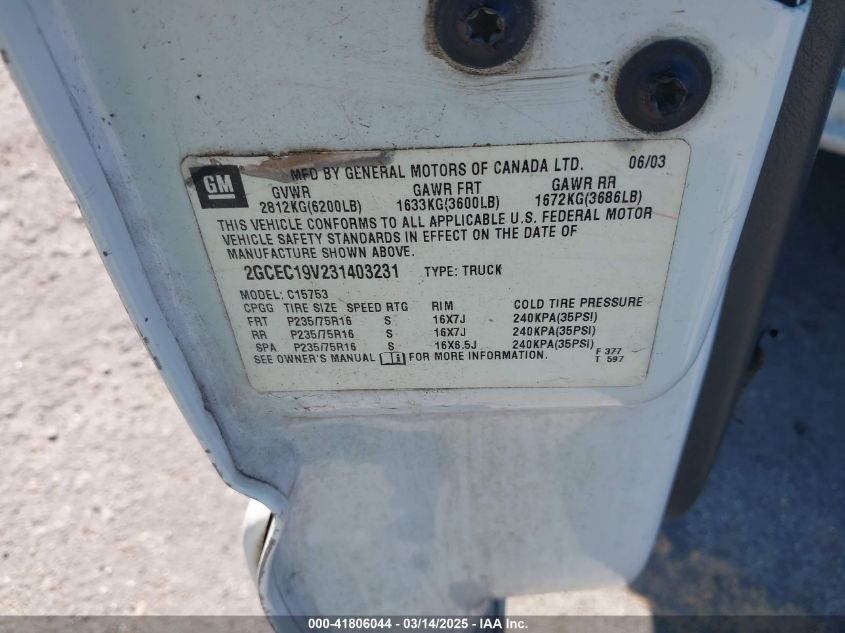 GM
MFD BY GENERAL MOTORS OF CANADA LTD. 06/03
GVWR GAWR FRT GAWR RR
2812KG(6200LB) 1633KG(3600LB) 1672KG(3686LB)
THIS VEHICLE CONFORMS TO ALL APPLICABLE U.S. FEDERAL MOTOR
VEHICLE SAFETY STANDARDS IN EFFECT ON THE DATE OF
MANUFACTURE SHOWN ABOVE.
2GCEC19V231403231 TYPE: TRUCK
MODEL: C15753
CPGG TIRE SIZE SPEED RTG RIM COLD TIRE PRESSURE
FRT P235/75R16 S 16X7J 240KPA(35PSI)
RR P235/75R16 S 16X7J 240KPA(35PSI)
SPA P235/75R16 S 16X6.5J 240KPA(35PSI)
SEE OWNER'S MANUAL FOR MORE INFORMATION.
F 377
T 597
000-41806044 - 03/14/2025 - IAA Inc.